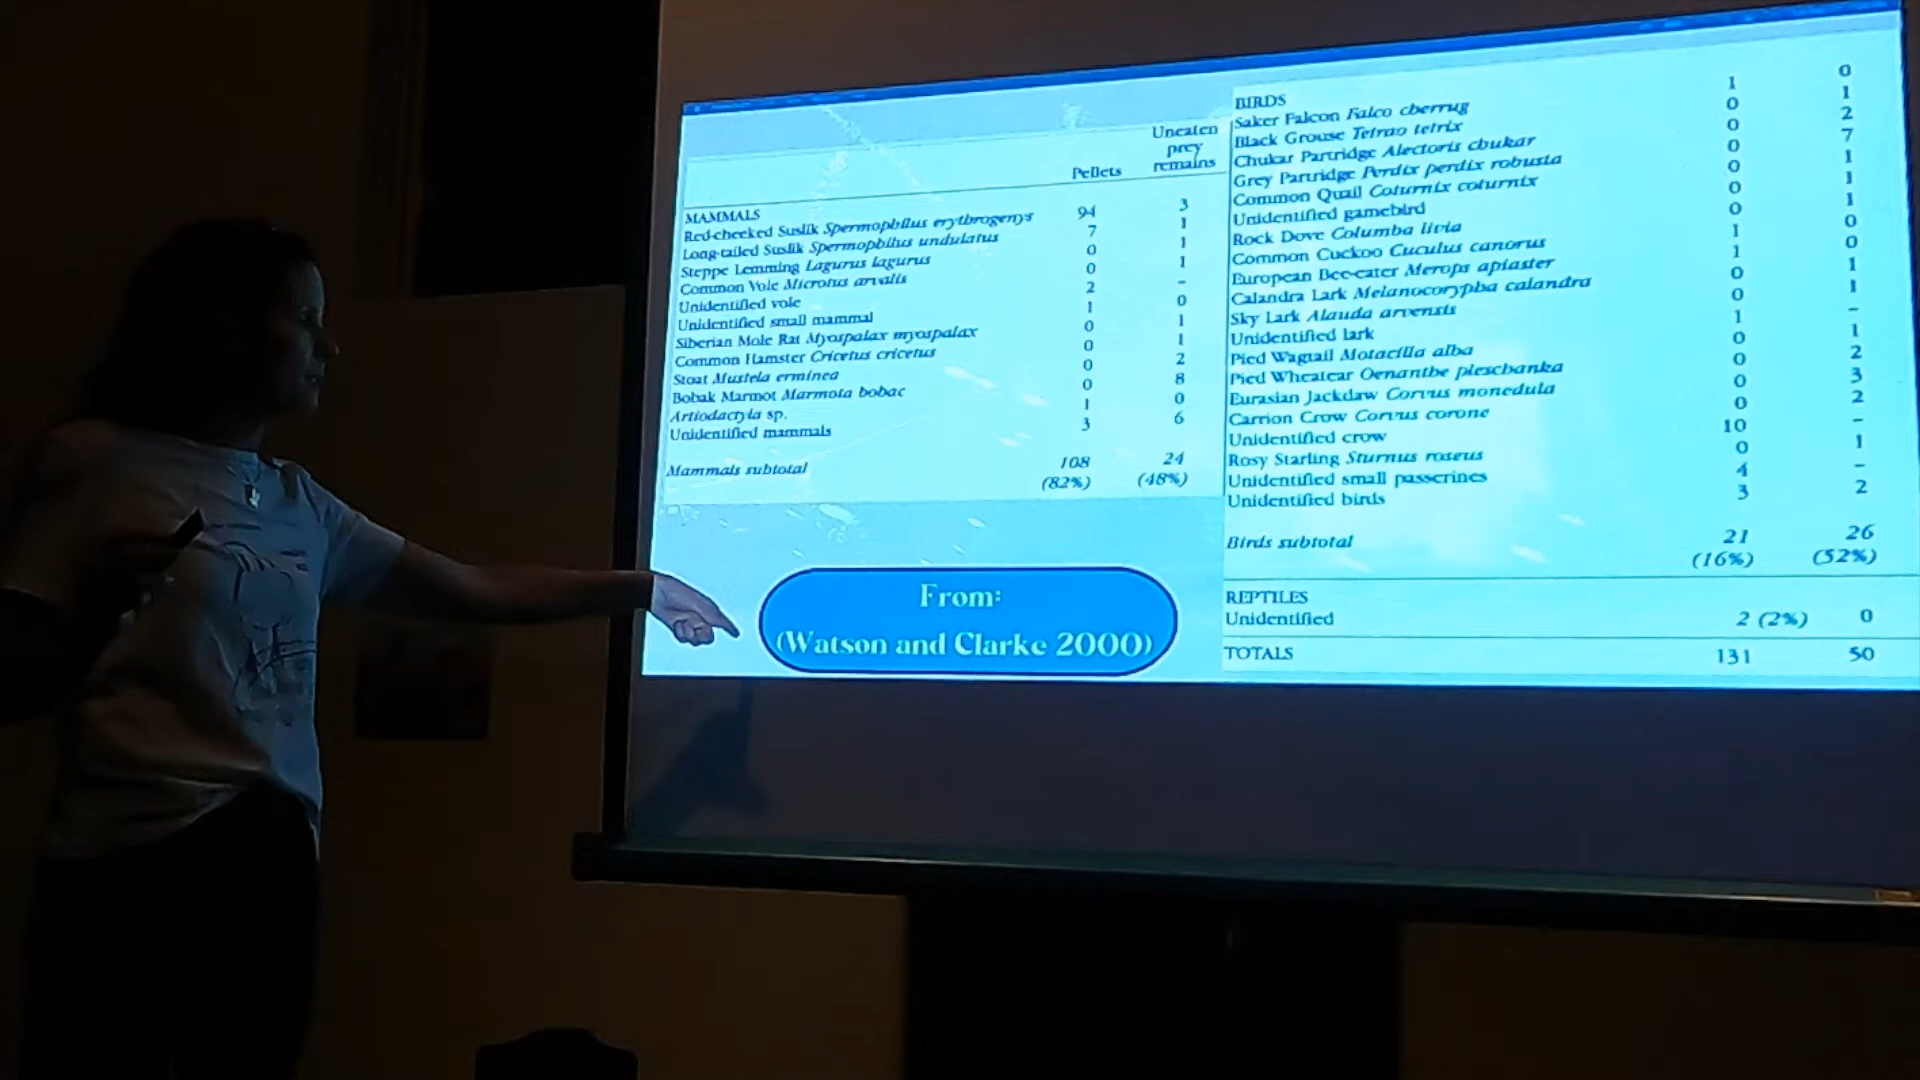 Uneaten
prey
Pellets remains
MAMMALS
Red-cheeked Suslik Spermophilus erythrogenys 94 3
Long-tailed Suslik Spermophilus undulatus 7 1
Steppe Lemming Lagurus lagurus 0 1
Common Vole Microtus arvalis 0 1
Unidentified vole 2 -
Unidentified small mammal 1 0
Siberian Mole Rat Myospalax myospalax 0 1
Common Hamster Cricetus cricetus 0 1
Stoat Mustela erminea 0 2
Bobak Marmot Marmota bobac 0 8
Artiodactyla sp. 1 0
Unidentified mammals 3 6
Mammals subtotal 108 24
(82%) (48%)
From:
(Watson and Clarke 2000)
BIRDS
Saker Falcon Falco cherrug 1 0
Black Grouse Tetrao tetrix 0 1
Chukar Partridge Alectoris chukar 0 2
Grey Partridge Perdix perdix robusta 0 7
Common Quail Coturnix coturnix 0 1
Unidentified gamebird 0 1
Rock Dove Columba livia 0 1
Common Cuckoo Cuculus canorus 1 0
European Bee-eater Merops apiaster 1 0
Calandra Lark Melanocorypha calandra 0 1
Sky Lark Alauda arvensis 0 1
Unidentified lark 1 -
Pied Wagtail Motacilla alba 0 1
Pied Wheatear Oenanthe pleschanka 0 2
Eurasian Jackdaw Corvus monedula 0 3
Carrion Crow Corvus corone 0 2
Unidentified crow 10 -
Rosy Starling Sturnus roseus 0 1
Unidentified small passerines 4 -
Unidentified birds 3 2
Birds subtotal 21 26
(16%) (52%)
REPTILES
Unidentified 2 (2%) 0
TOTALS 131 50